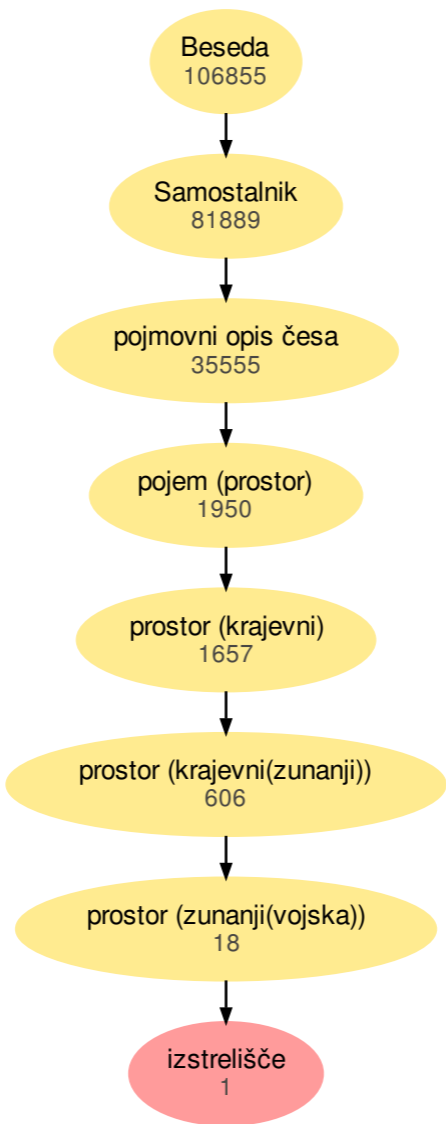 Beseda
106855
Samostalnik
81889
pojmovni opis česa
35555
pojem (prostor)
1950
prostor (krajevni)
1657
prostor (krajevni(zunanji))
606
prostor (zunanji(vojska))
18
izstrelišče
1